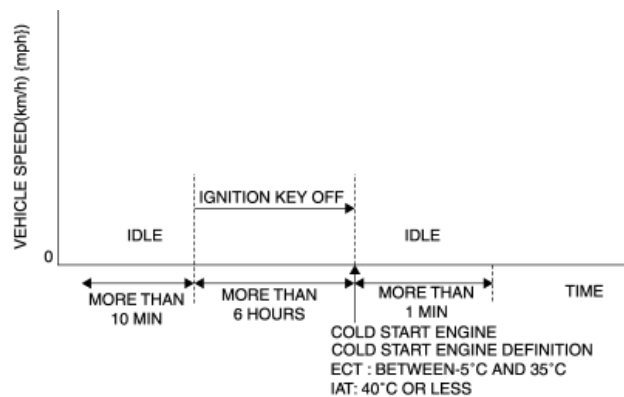 VEHICLE SPEED(km/h) {mph}
IGNITION KEY OFF
IDLE
IDLE
0
MORE THAN
10 MIN
MORE THAN
6 HOURS
MORE THAN
1 MIN
TIME
COLD START ENGINE
COLD START ENGINE DEFINITION
ECT : BETWEEN-5°C AND 35°C
IAT: 40°C OR LESS